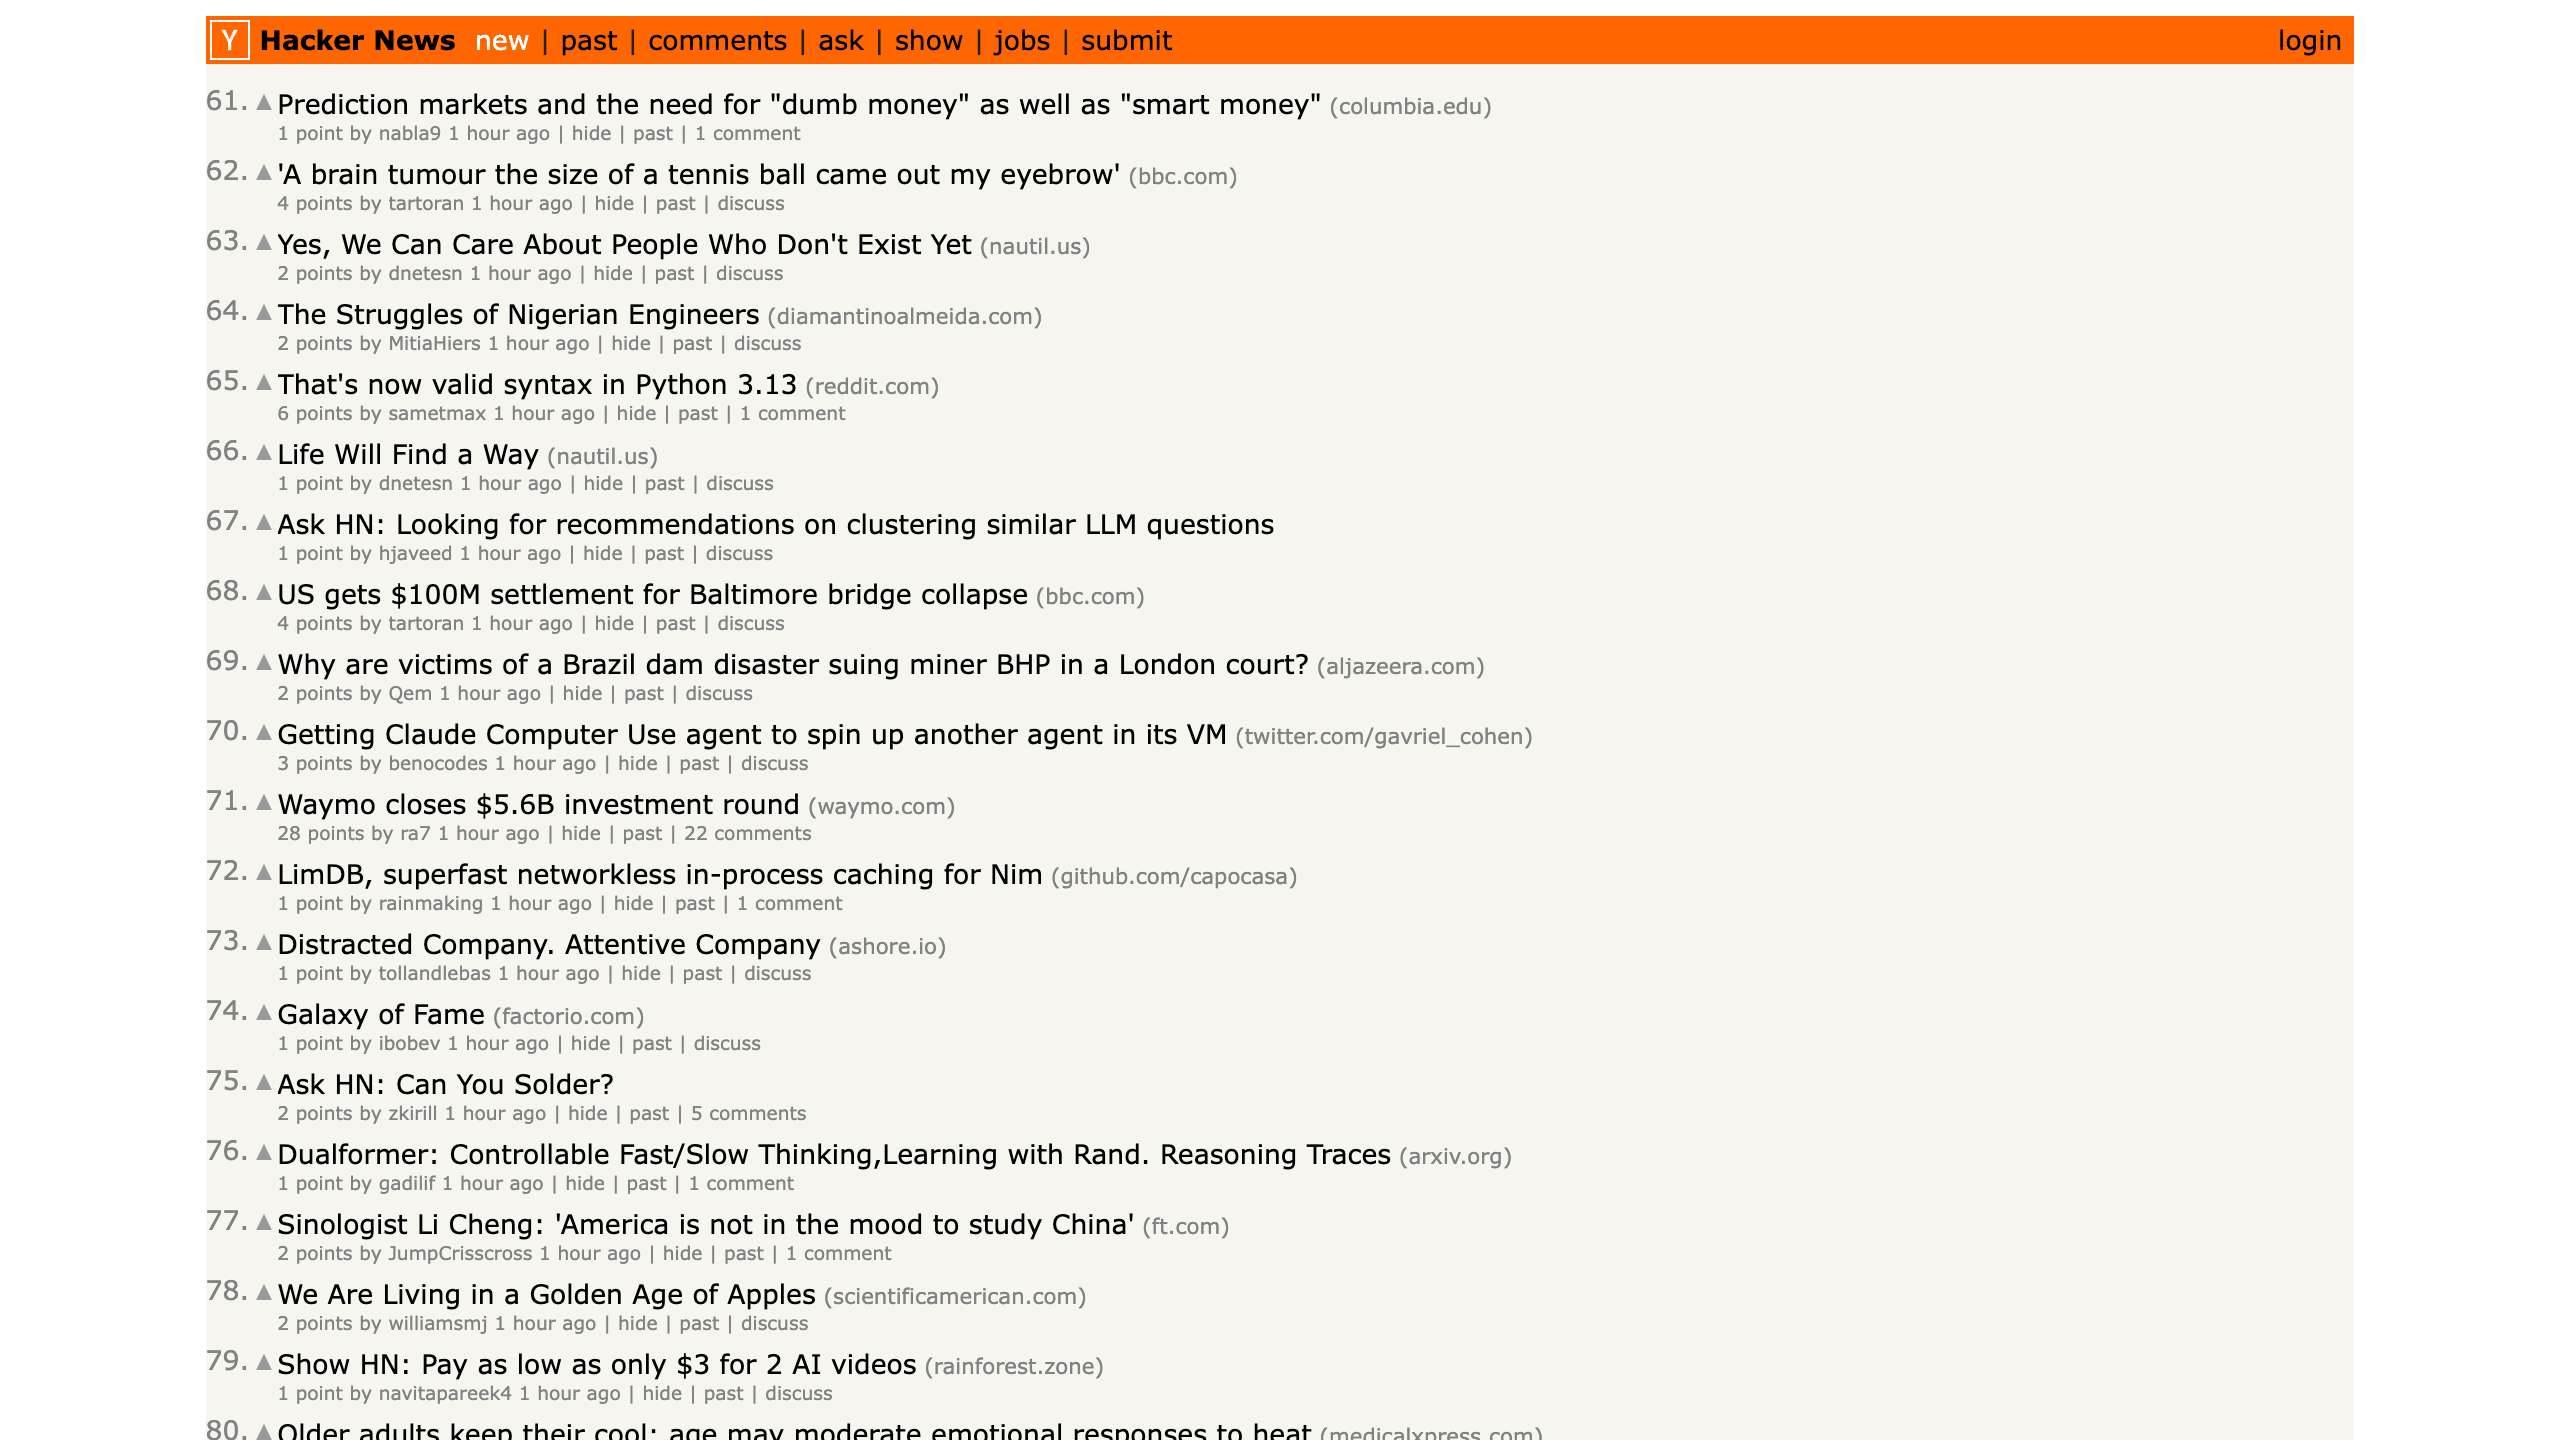 Y Hacker News new | past | comments | ask | show | jobs | submit login
61. ▲ Prediction markets and the need for "dumb money" as well as "smart money" (columbia.edu)
1 point by nabla9 1 hour ago | hide | past | 1 comment
62. ▲ 'A brain tumour the size of a tennis ball came out my eyebrow' (bbc.com)
4 points by tartoran 1 hour ago | hide | past | discuss
63. ▲ Yes, We Can Care About People Who Don't Exist Yet (nautil.us)
2 points by dnetesn 1 hour ago | hide | past | discuss
64. ▲ The Struggles of Nigerian Engineers (diamantinoalmeida.com)
2 points by MitiaHiers 1 hour ago | hide | past | discuss
65. ▲ That's now valid syntax in Python 3.13 (reddit.com)
6 points by sametmax 1 hour ago | hide | past | 1 comment
66. ▲ Life Will Find a Way (nautil.us)
1 point by dnetesn 1 hour ago | hide | past | discuss
67. ▲ Ask HN: Looking for recommendations on clustering similar LLM questions
1 point by hjaveed 1 hour ago | hide | past | discuss
68. ▲ US gets $100M settlement for Baltimore bridge collapse (bbc.com)
4 points by tartoran 1 hour ago | hide | past | discuss
69. ▲ Why are victims of a Brazil dam disaster suing miner BHP in a London court? (aljazeera.com)
2 points by Qem 1 hour ago | hide | past | discuss
70. ▲ Getting Claude Computer Use agent to spin up another agent in its VM (twitter.com/gavriel_cohen)
3 points by benocodes 1 hour ago | hide | past | discuss
71. ▲ Waymo closes $5.6B investment round (waymo.com)
28 points by ra7 1 hour ago | hide | past | 22 comments
72. ▲ LimDB, superfast networkless in-process caching for Nim (github.com/capocasa)
1 point by rainmaking 1 hour ago | hide | past | 1 comment
73. ▲ Distracted Company. Attentive Company (ashore.io)
1 point by tollandlebas 1 hour ago | hide | past | discuss
74. ▲ Galaxy of Fame (factorio.com)
1 point by ibobev 1 hour ago | hide | past | discuss
75. ▲ Ask HN: Can You Solder?
2 points by zkirill 1 hour ago | hide | past | 5 comments
76. ▲ Dualformer: Controllable Fast/Slow Thinking,Learning with Rand. Reasoning Traces (arxiv.org)
1 point by gadilif 1 hour ago | hide | past | 1 comment
77. ▲ Sinologist Li Cheng: 'America is not in the mood to study China' (ft.com)
2 points by JumpCrisscross 1 hour ago | hide | past | 1 comment
78. ▲ We Are Living in a Golden Age of Apples (scientificamerican.com)
2 points by williamsmj 1 hour ago | hide | past | discuss
79. ▲ Show HN: Pay as low as only $3 for 2 AI videos (rainforest.zone)
1 point by navitapareek4 1 hour ago | hide | past | discuss
80. ▲ Older adults keep their cool: age may moderate emotional responses to heat (medicalxpress.com)